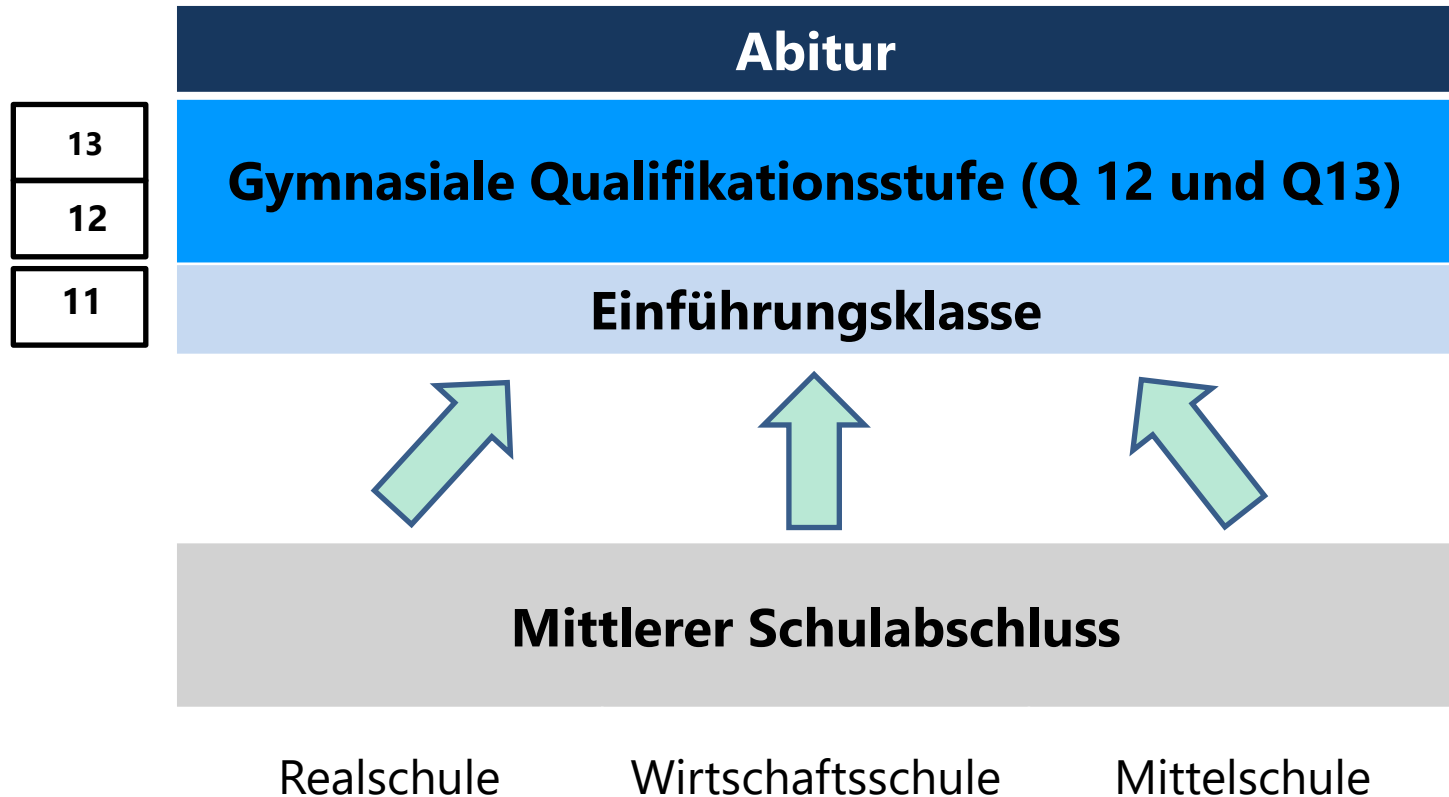 Abitur
13
Gymnasiale Qualifikationsstufe (Q 12 und Q13)
12
11
Einführungsklasse
Mittlerer Schulabschluss
Realschule
Wirtschaftsschule
Mittelschule